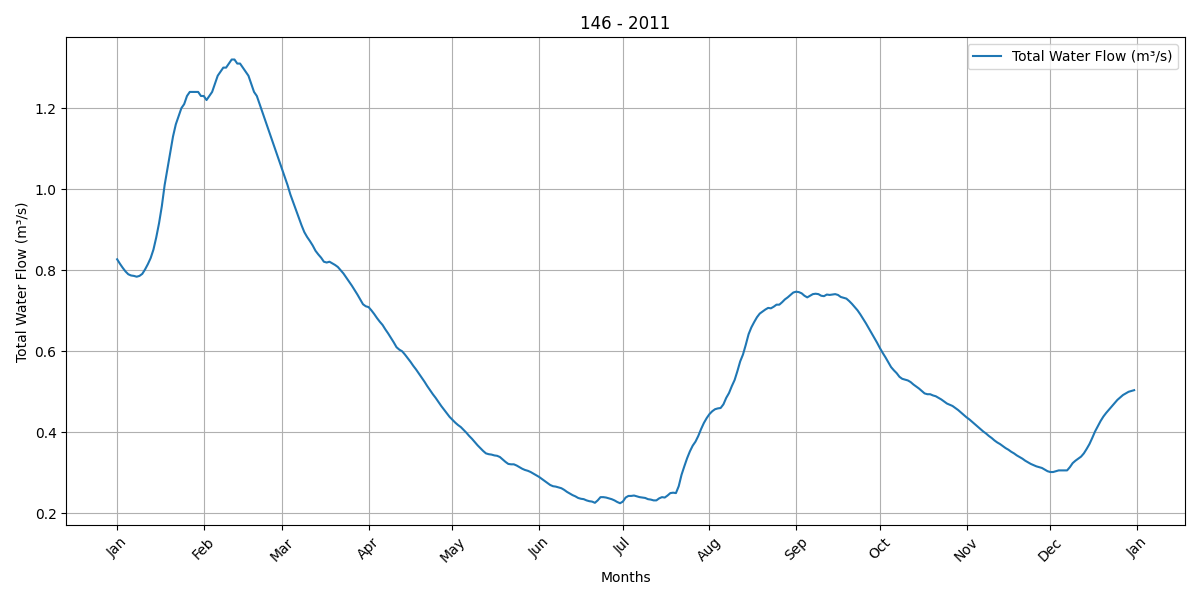 146 - 2011
Total Water Flow (m³/s)
Total Water Flow (m³/s)
1.2
1.0
0.8
0.6
0.4
0.2
Jan Feb Mar Apr May Jun Jul Aug Sep Oct Nov Dec Jan
Months